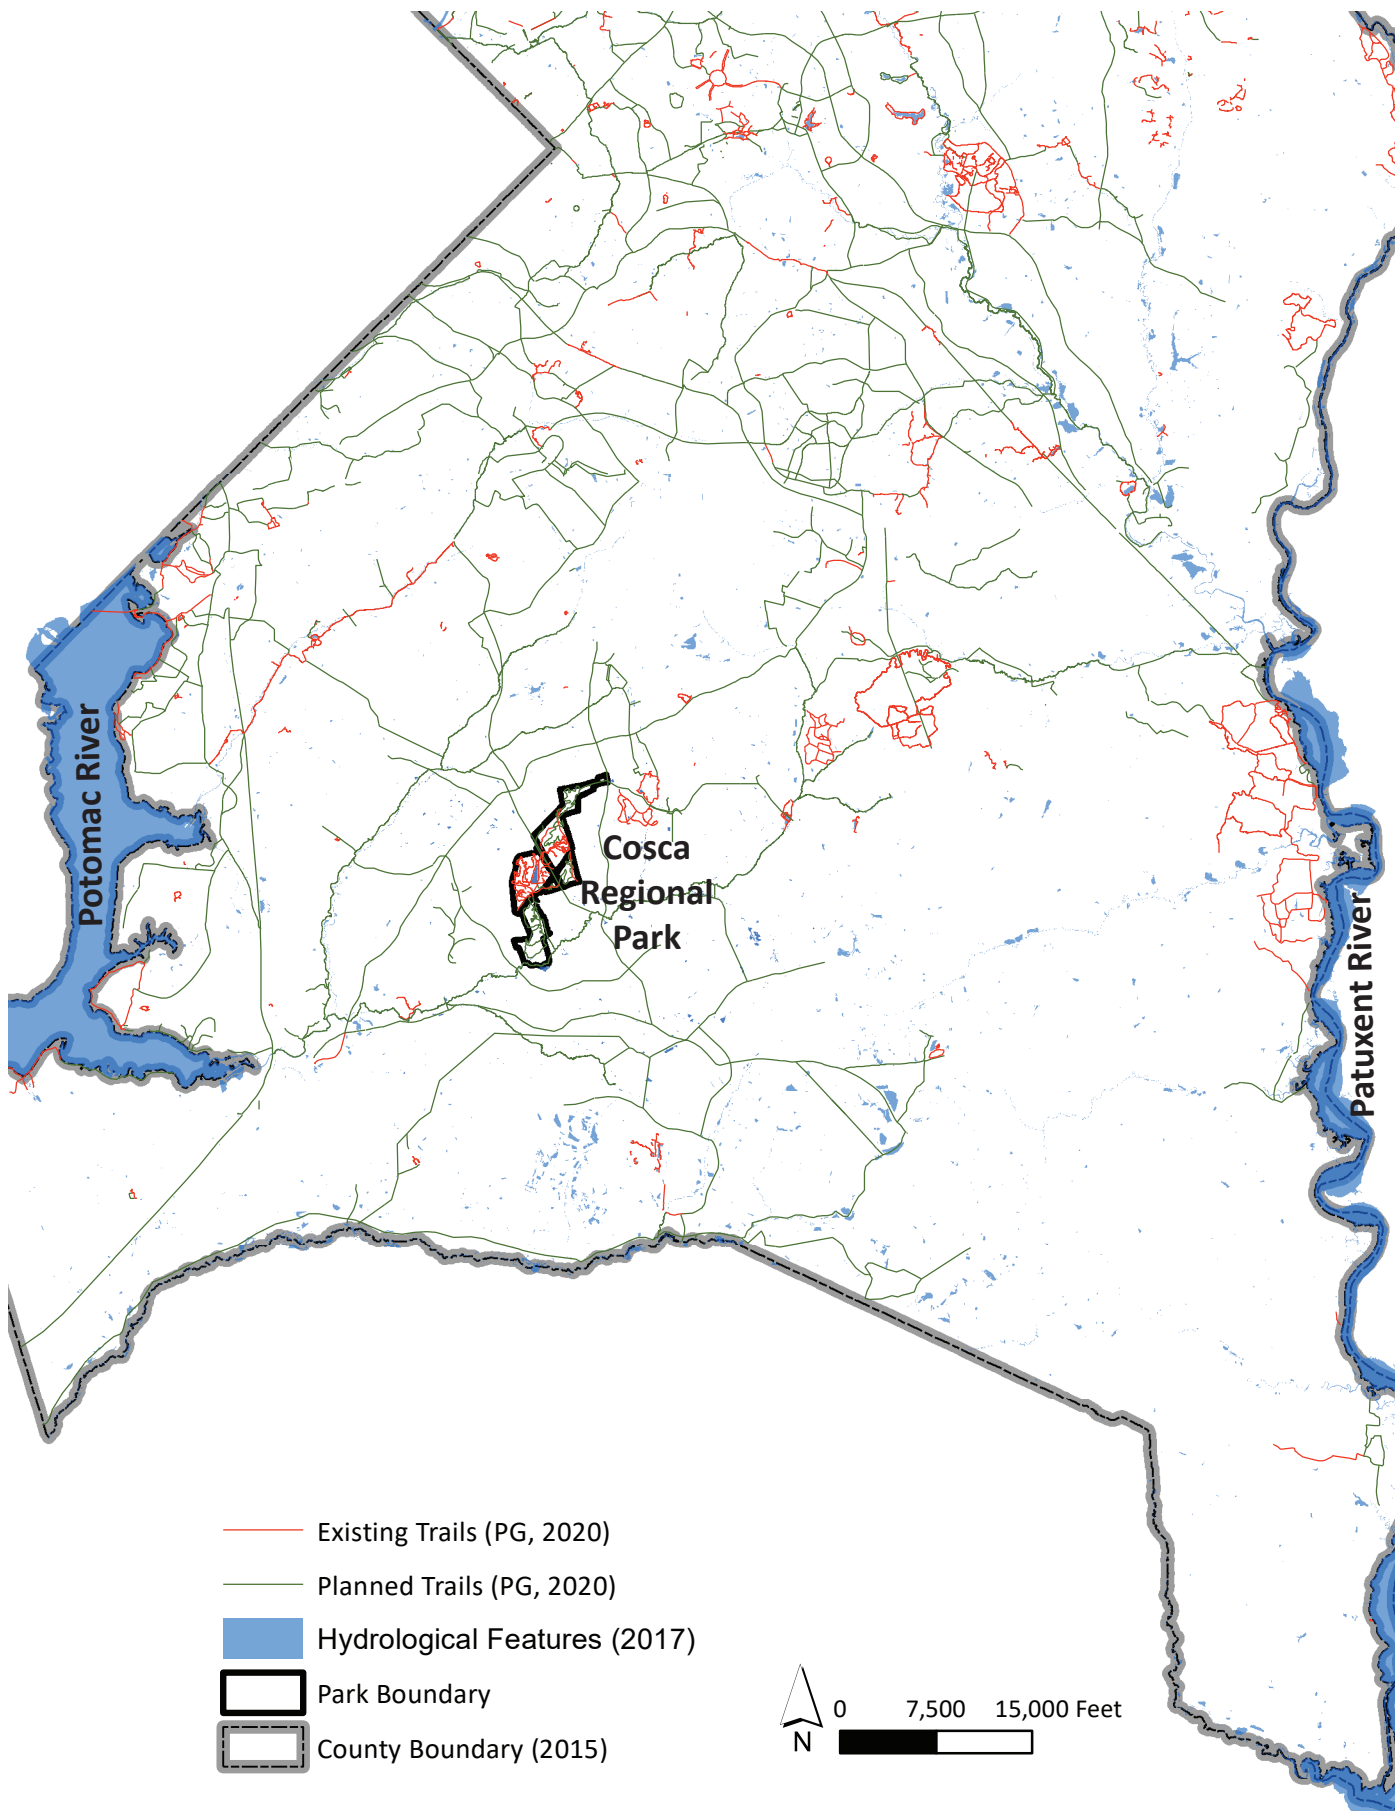 Potomac River
Cosca
Regional
Park
Patuxent River
Existing Trails (PG, 2020)
Planned Trails (PG, 2020)
Hydrological Features (2017)
Park Boundary
County Boundary (2015)
0 7,500 15,000 Feet
N